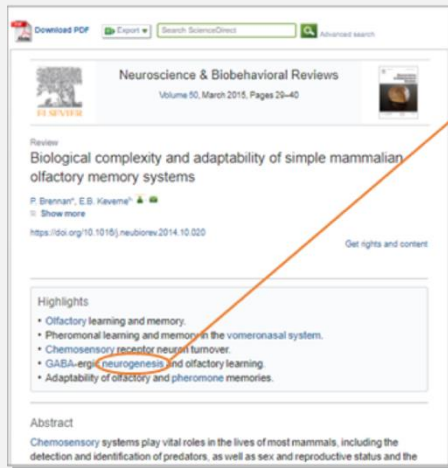 Download PDF Export Search ScienceDirect Advanced search
ELSEVIER
Neuroscience & Biobehavioral Reviews
Volume 50, March 2015, Pages 29–40
Review
Biological complexity and adaptability of simple mammalian
olfactory memory systems
P. Brennan, E.B. Keverne
Show more
https://doi.org/10.1016/j.neubiorev.2014.10.020
Get rights and content
Highlights
• Olfactory learning and memory.
• Pheromonal learning and memory in the vomeronasal system.
• Chemosensory receptor neuron turnover.
• GABA-ergic neurogenesis and olfactory learning.
• Adaptability of olfactory and pheromone memories.
Abstract
Chemosensory systems play vital roles in the lives of most mammals, including the
detection and identification of predators, as well as sex and reproductive status and the